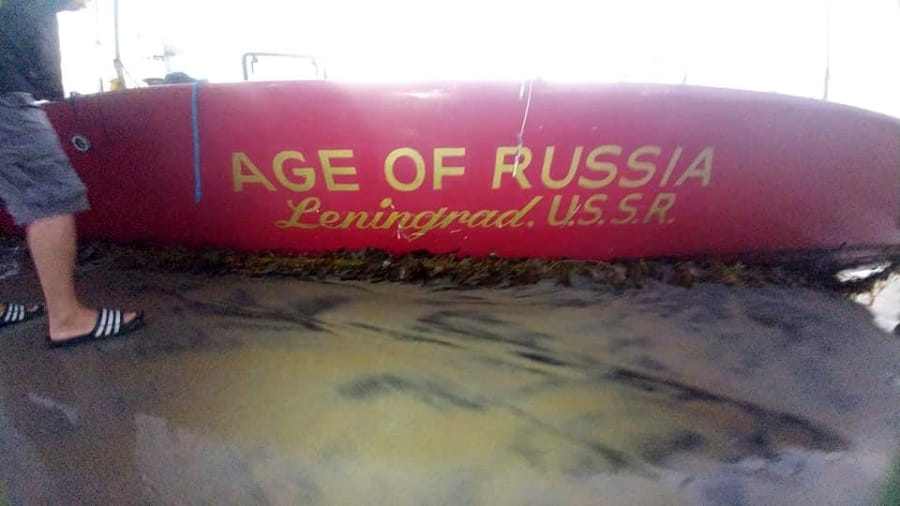 AGE OF RUSSIA
Leningrad. U.S.S.R.